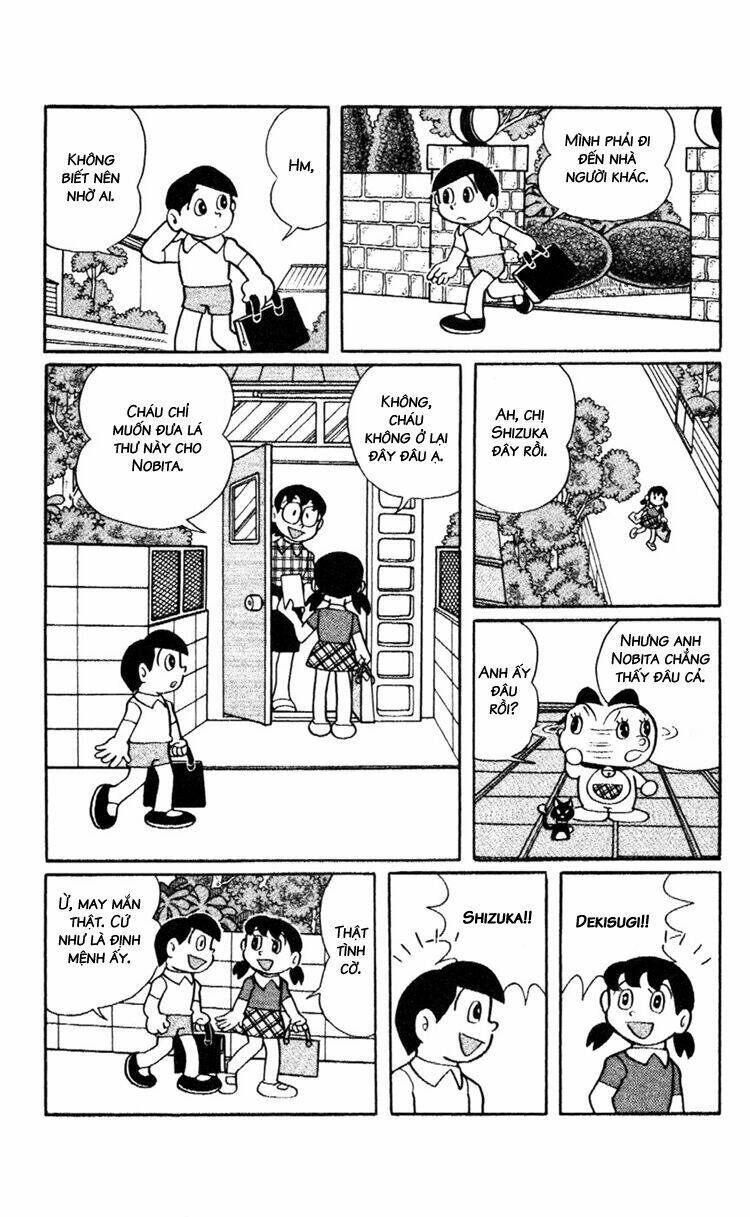 MÌNH PHẢI ĐI
ĐẾN NHÀ
NGƯỜI KHÁC.
HM,
KHÔNG
BIẾT NÊN
NHỜ AI.
AH, CHỊ
SHIZUKA
ĐÂY RỒI.
NHƯNG ANH
NOBITA CHẲNG
THẤY ĐÂU CẢ.
ANH ẤY
ĐÂU
RỒI?
KHÔNG,
CHÁU
KHÔNG Ở LẠI
ĐÂY ĐÂU Ạ.
CHÁU CHỈ
MUỐN ĐƯA LÁ
THƯ NÀY CHO
NOBITA.
DEKISUGI!!
SHIZUKA!!
THẬT
TÌNH
CỜ.
Ừ, MAY MẮN
THẬT. CỨ
NHƯ LÀ ĐỊNH
MỆNH ẤY.